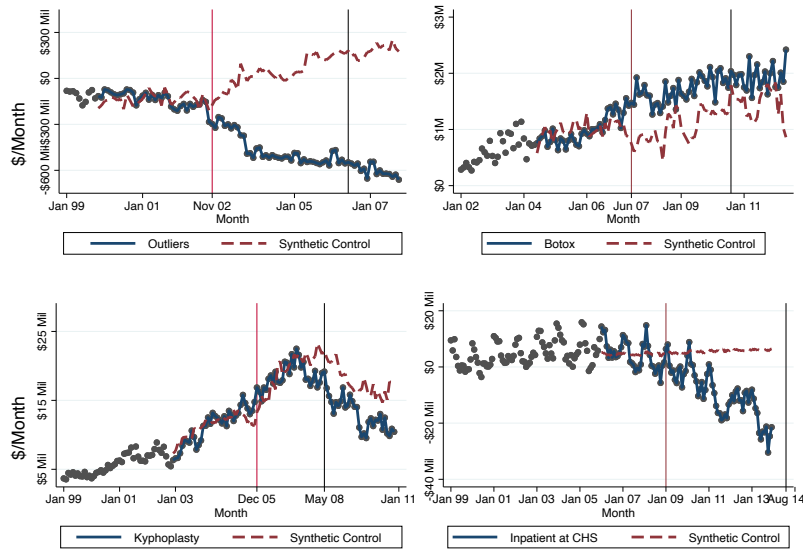 $300 Mil
$0
-$300 Mil
-$600 Mil
$/Month
Jan 99 Jan 01 Nov 02 Jan 05 Jan 07
Month
Outliers Synthetic Control
$3M
$2M
$1M
$0
Jan 02 Jan 04 Jan 06 Jun 07 Jan 09 Jan 11
Month
Botox Synthetic Control
$25 Mil
$15 Mil
$5 Mil
$/Month
Jan 99 Jan 01 Jan 03 Dec 05 May 08 Jan 11
Month
Kyphoplasty Synthetic Control
$20 Mil
$0
-$20 Mil
-$40 Mil
Jan 99 Jan 01 Jan 03 Jan 05 Jan 07 Jan 09 Jan 11 Jan 13 Aug 14
Month
Inpatient at CHS Synthetic Control